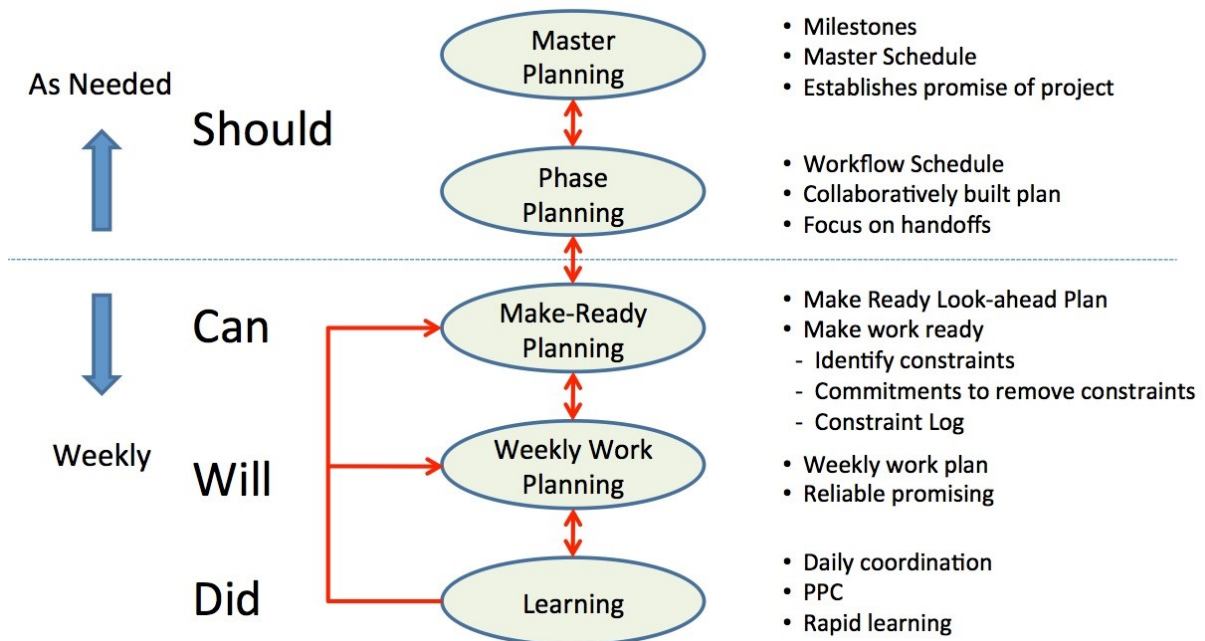 Master
Planning
• Milestones
• Master Schedule
• Establishes promise of project
As Needed
Should
Phase
Planning
• Workflow Schedule
• Collaboratively built plan
• Focus on handoffs
Can
Make-Ready
Planning
• Make Ready Look-ahead Plan
• Make work ready
- Identify constraints
- Commitments to remove constraints
- Constraint Log
Weekly
Will
Weekly Work
Planning
• Weekly work plan
• Reliable promising
Did
Learning
• Daily coordination
• PPC
• Rapid learning